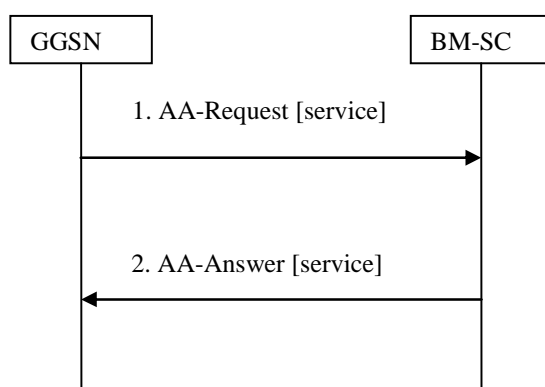 GGSN
BM-SC
1. AA-Request [service]
2. AA-Answer [service]